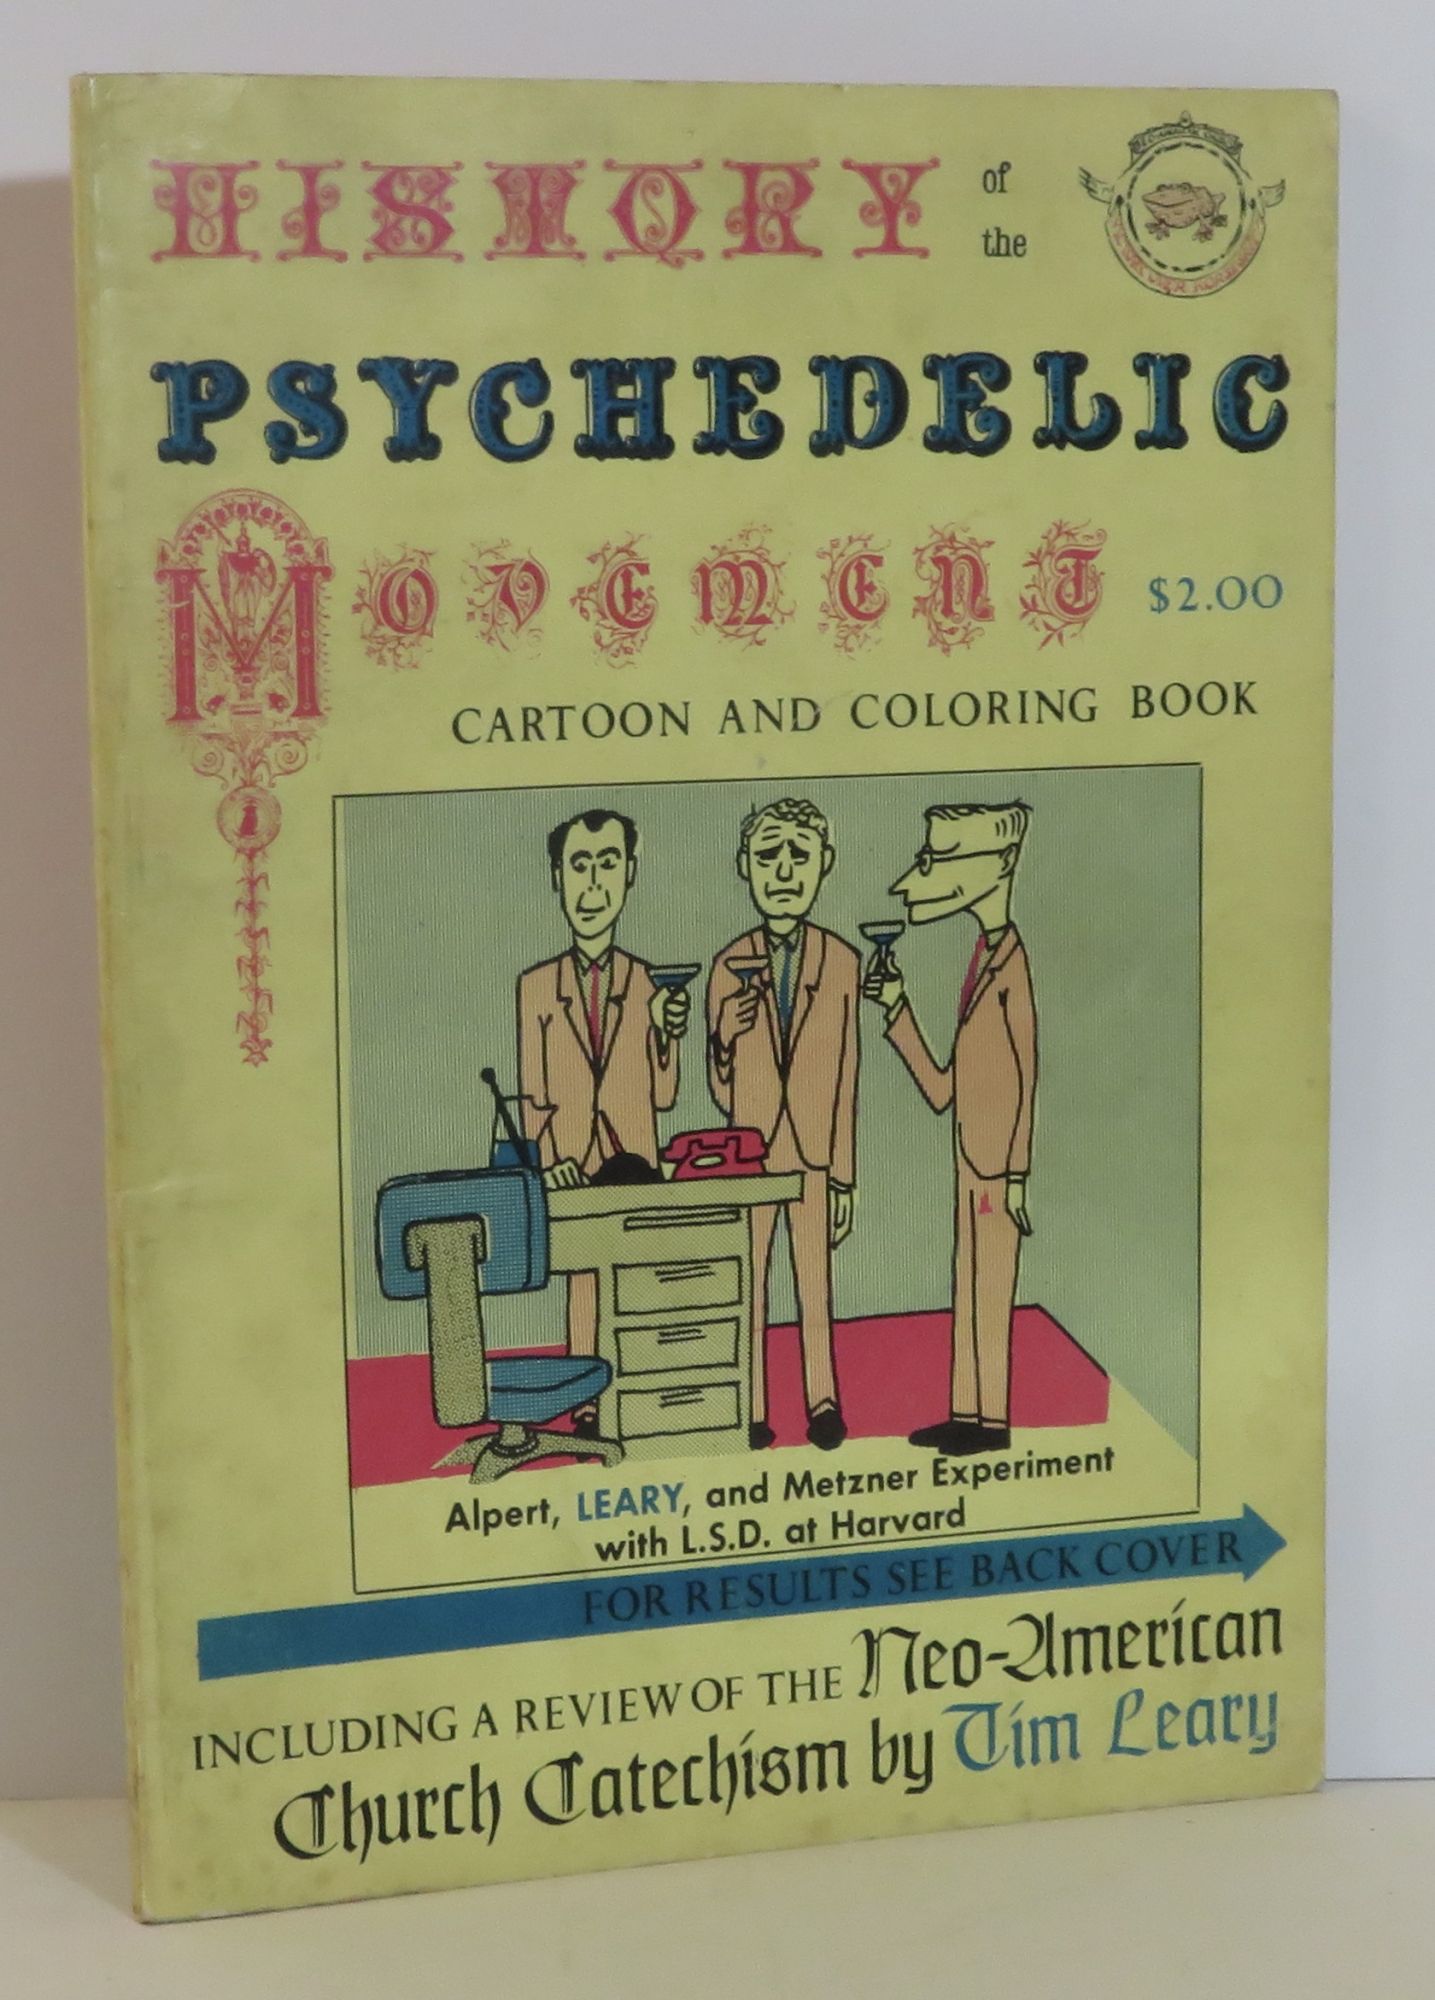 HISTORY of
the
PSYCHEDELIC
MOVEMENT $2.00
CARTOON AND COLORING BOOK
Alpert, LEARY, and Metzner Experiment
with L.S.D. at Harvard
FOR RESULTS SEE BACK COVER
INCLUDING A REVIEW OF THE Neo-American
Church Catechism by Tim Leary